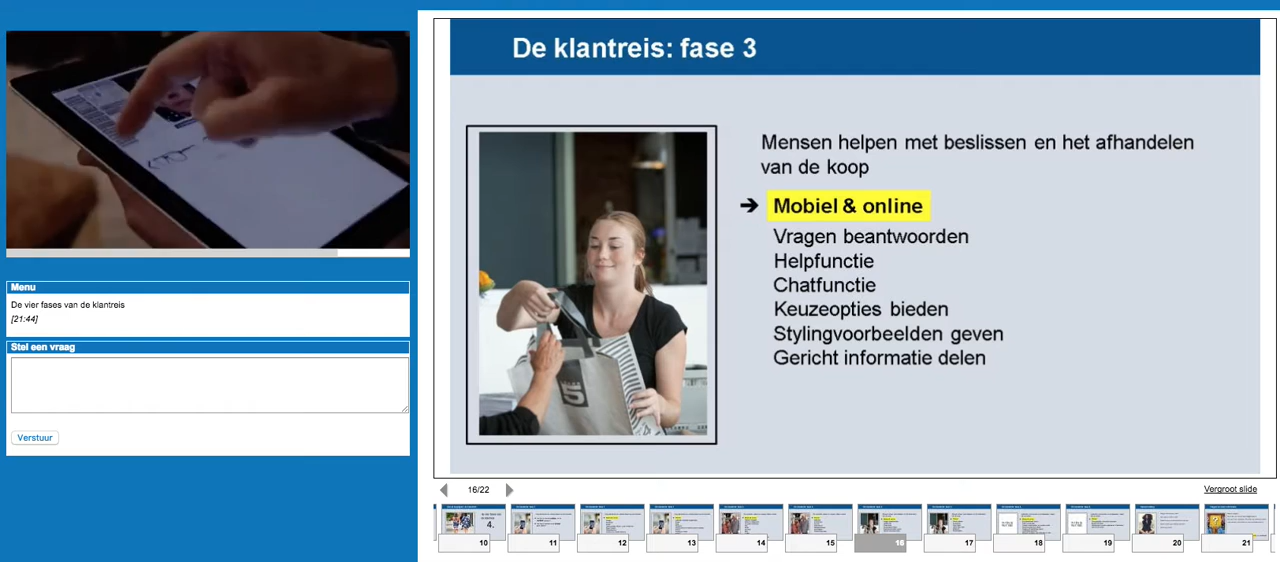 De klantreis: fase 3
Mensen helpen met beslissen en het afhandelen
van de koop
➔ Mobiel & online
Vragen beantwoorden
Helpfunctie
Chatfunctie
Keuzeopties bieden
Stylingvoorbeelden geven
Gericht informatie delen
Menu
De vier fases van de klantreis
[21:44]
Stel een vraag
Verstuur
16/22
Vergroot slide
4.
10
11
12
13
14
15
16
17
18
19
20
21